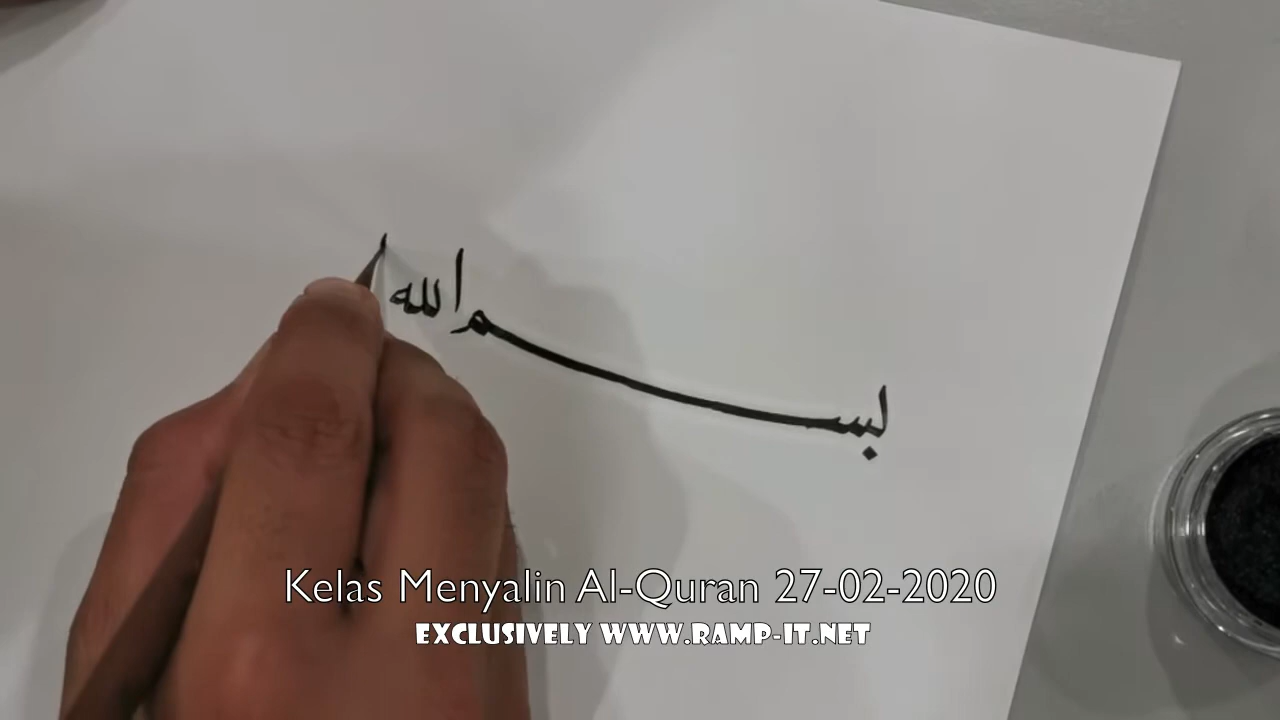 بسم الله ا
Kelas Menyalin Al-Quran 27-02-2020
EXCLUSIVELY WWW.RAMP-IT.NET